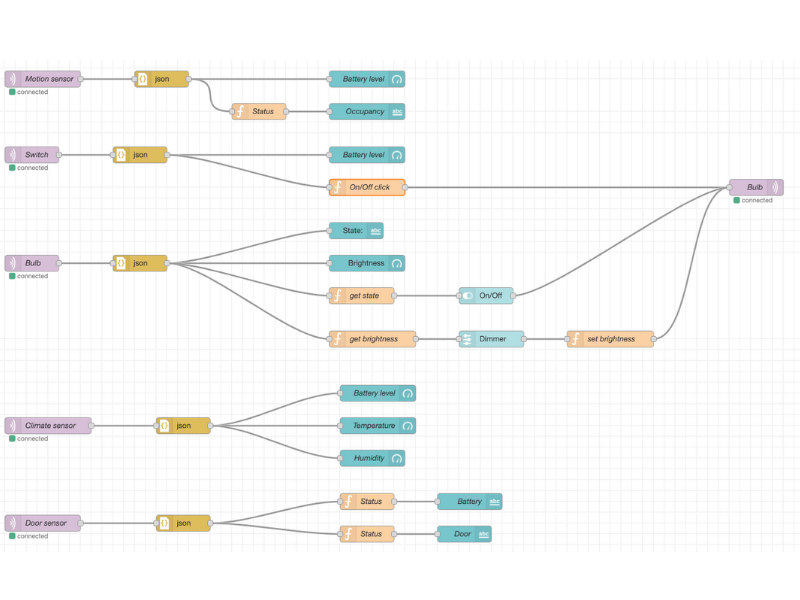 Motion sensor
json
Battery level
connected
Status
Occupancy
abc
Switch
json
Battery level
connected
On/Off click
Bulb
connected
State:
abc
Bulb
json
Brightness
connected
get state
On/Off
get brightness
Dimmer
set brightness
Battery level
Climate sensor
json
Temperature
connected
Humidity
Status
Battery
abc
Door sensor
json
connected
Status
Door
abc